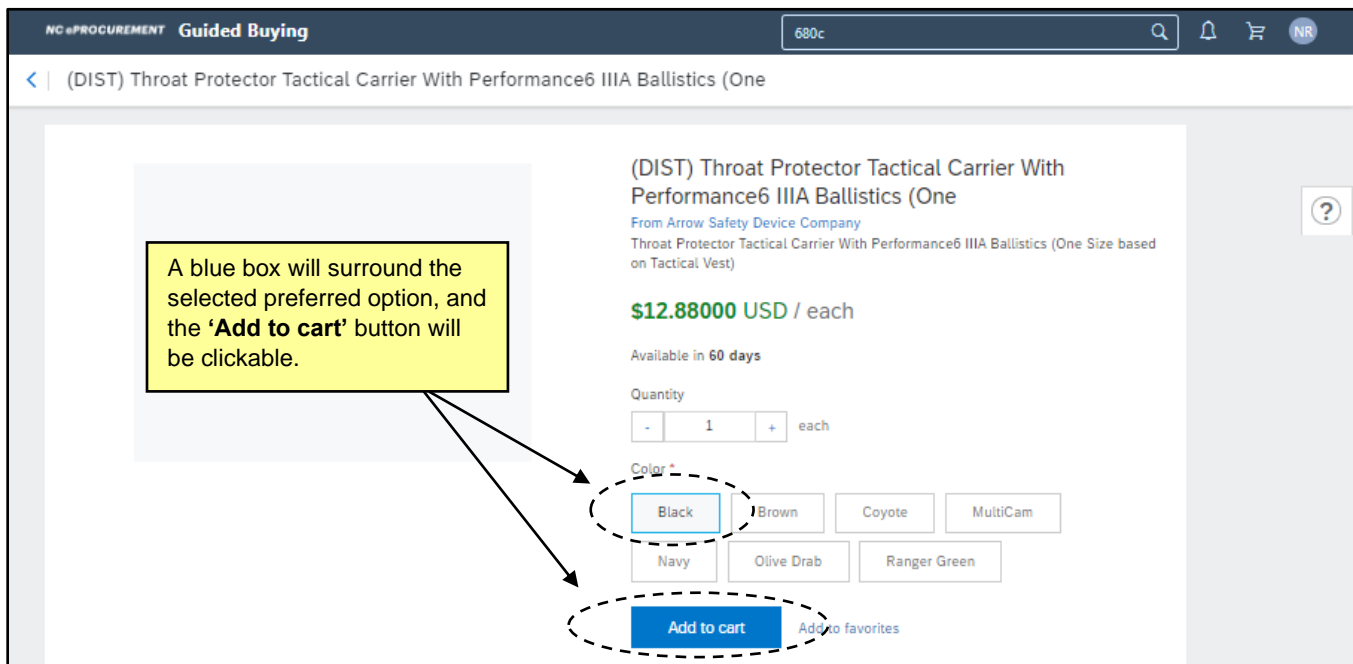 NC ePROCUREMENT Guided Buying
680c
NR
(DIST) Throat Protector Tactical Carrier With Performance6 IIIA Ballistics (One
(DIST) Throat Protector Tactical Carrier With
Performance6 IIIA Ballistics (One
From Arrow Safety Device Company
Throat Protector Tactical Carrier With Performance6 IIIA Ballistics (One Size based
on Tactical Vest)
?
A blue box will surround the
selected preferred option, and
the ‘Add to cart’ button will
be clickable.
$12.88000 USD / each
Available in 60 days
Quantity
- 1 + each
Color *
Black Brown Coyote MultiCam
Navy Olive Drab Ranger Green
Add to cart Add to favorites